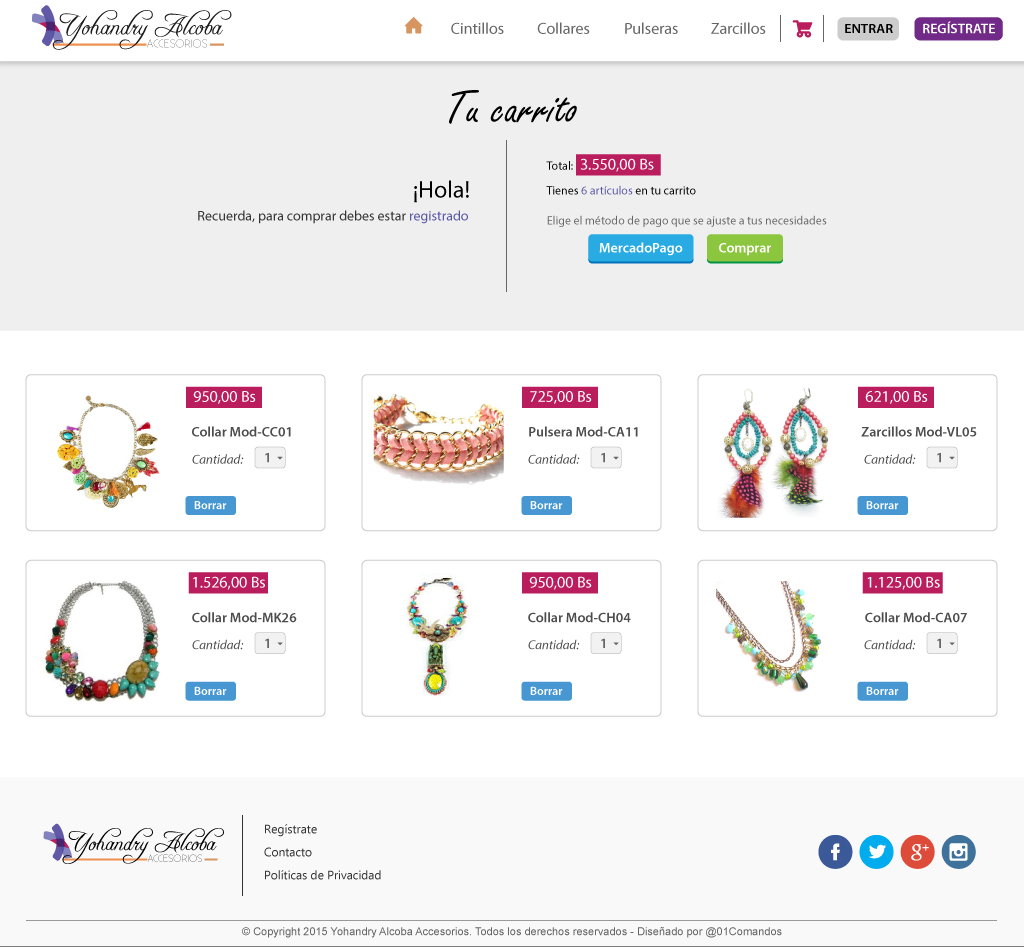 Yohandry Alcoba
ACCESORIOS
Cintillos Collares Pulseras Zarcillos ENTRAR REGÍSTRATE
Tu carrito
¡Hola!
Recuerda, para comprar debes estar registrado
Total: 3.550,00 Bs
Tienes 6 artículos en tu carrito
Elige el método de pago que se ajuste a tus necesidades
MercadoPago Comprar
950,00 Bs
Collar Mod-CC01
Cantidad: 1
Borrar
725,00 Bs
Pulsera Mod-CA11
Cantidad: 1
Borrar
621,00 Bs
Zarcillos Mod-VL05
Cantidad: 1
Borrar
1.526,00 Bs
Collar Mod-MK26
Cantidad: 1
Borrar
950,00 Bs
Collar Mod-CH04
Cantidad: 1
Borrar
1.125,00 Bs
Collar Mod-CA07
Cantidad: 1
Borrar
Yohandry Alcoba
ACCESORIOS
Regístrate
Contacto
Políticas de Privacidad
f g+
© Copyright 2015 Yohandry Alcoba Accesorios. Todos los derechos reservados - Diseñado por @01Comandos